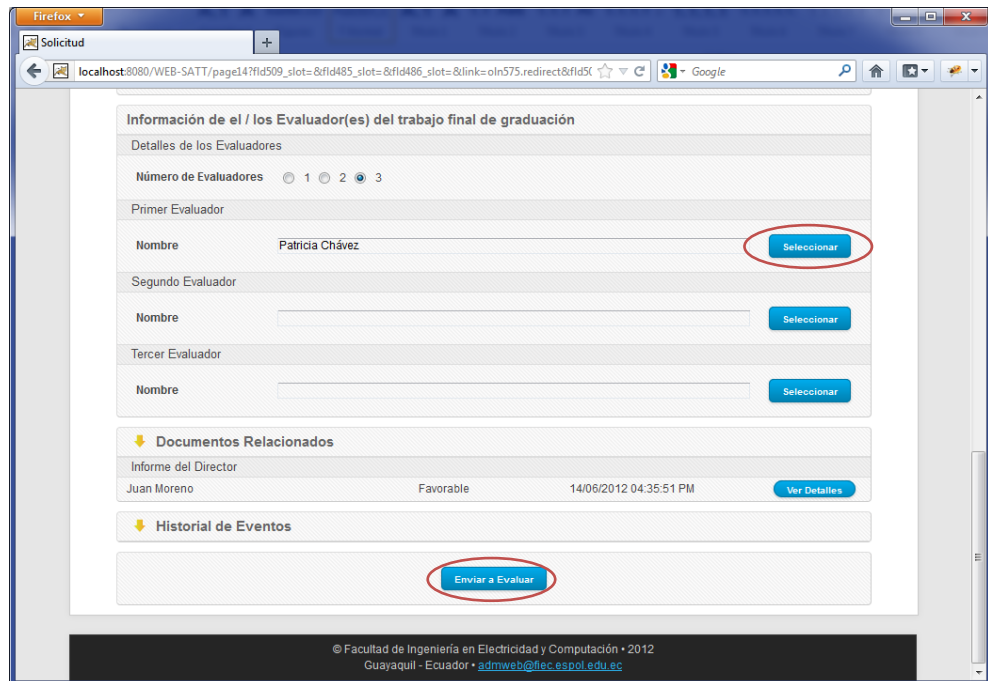 Firefox
Solicitud
localhost:8080/WEB-SATT/page14?fld509_slot=&fld485_slot=&fld486_slot=&link=oln575.redirect&fld5( Google
Información de el / los Evaluador(es) del trabajo final de graduación
Detalles de los Evaluadores
Número de Evaluadores 1 2 3
Primer Evaluador
Nombre Patricia Chávez Seleccionar
Segundo Evaluador
Nombre Seleccionar
Tercer Evaluador
Nombre Seleccionar
Documentos Relacionados
Informe del Director
Juan Moreno Favorable 14/06/2012 04:35:51 PM Ver Detalles
Historial de Eventos
Enviar a Evaluar
© Facultad de Ingeniería en Electricidad y Computación • 2012
Guayaquil - Ecuador • admweb@fiec.espol.edu.ec